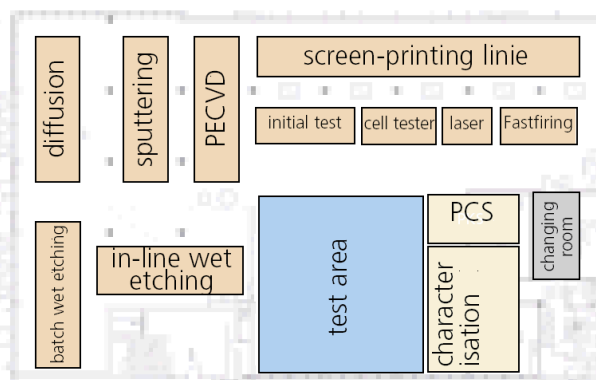 diffusion
sputtering
PECVD
screen-printing linie
initial test
cell tester
laser
Fastfiring
batch wet etching
in-line wet
etching
test area
PCS
character
isation
changing
room